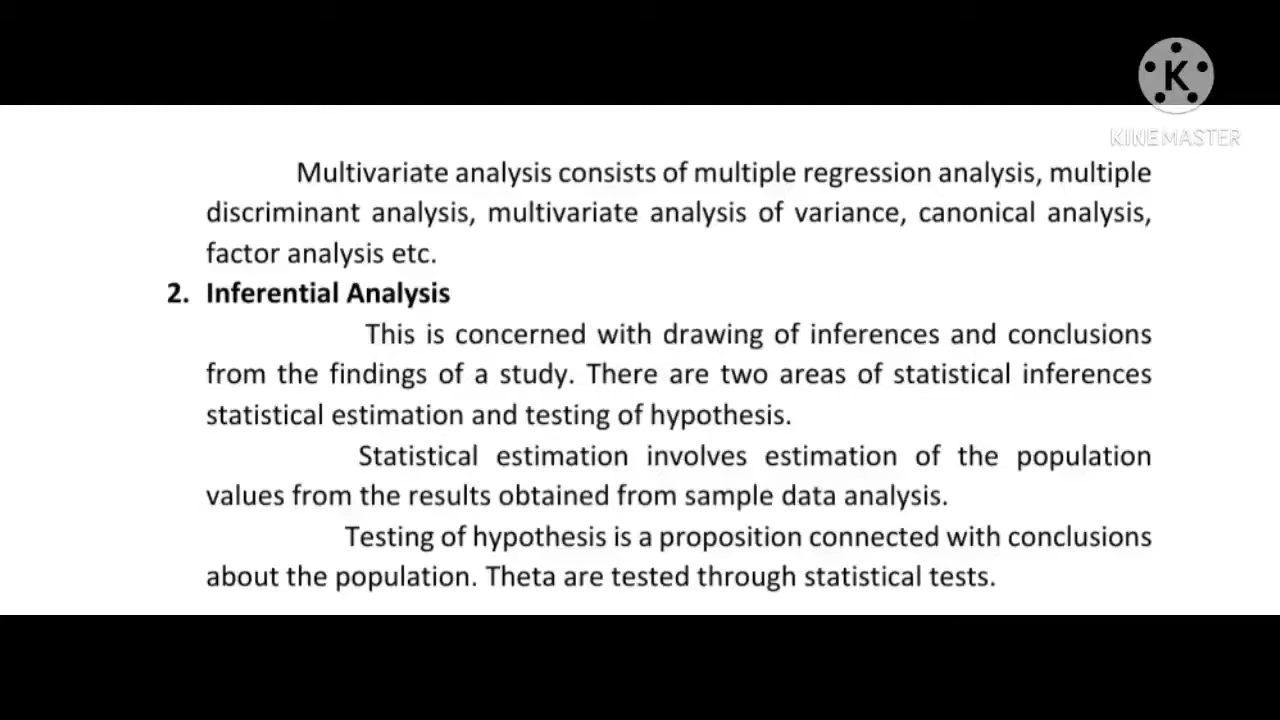 K
KINEMASTER
Multivariate analysis consists of multiple regression analysis, multiple
discriminant analysis, multivariate analysis of variance, canonical analysis,
factor analysis etc.
2. Inferential Analysis
This is concerned with drawing of inferences and conclusions
from the findings of a study. There are two areas of statistical inferences
statistical estimation and testing of hypothesis.
Statistical estimation involves estimation of the population
values from the results obtained from sample data analysis.
Testing of hypothesis is a proposition connected with conclusions
about the population. Theta are tested through statistical tests.